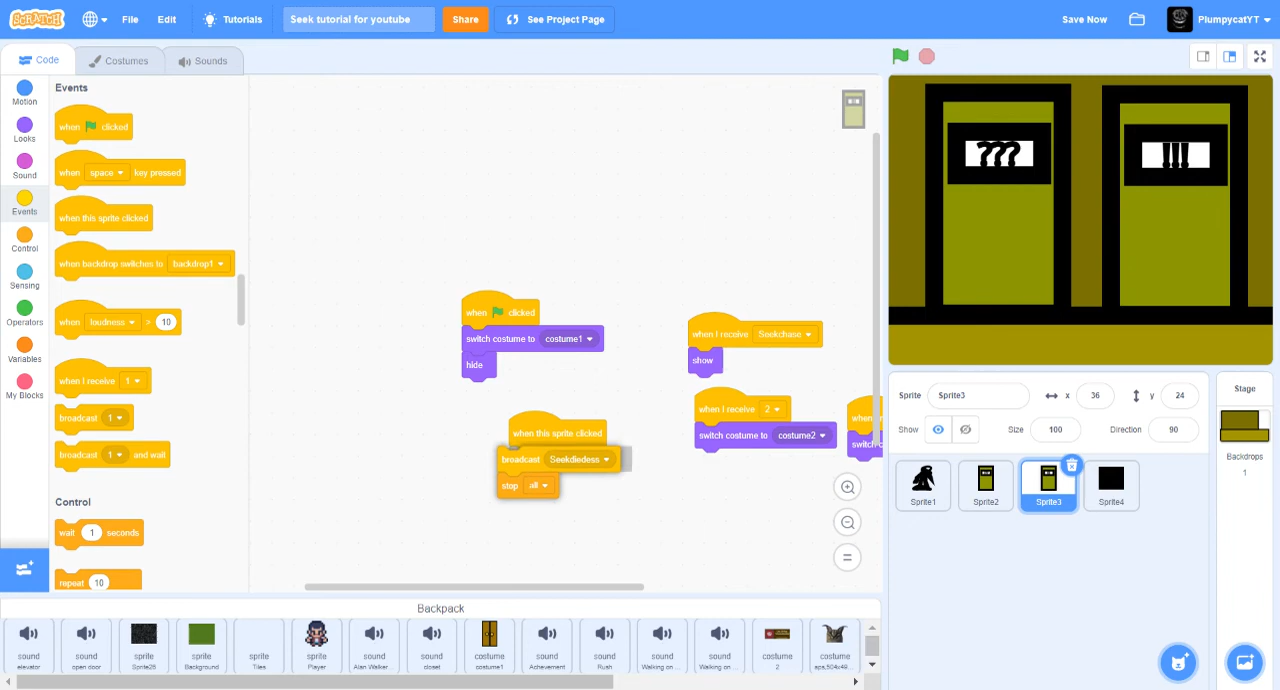 SCRATCH File Edit Tutorials Seek tutorial for youtube Share See Project Page Save Now PlumpycatYT
Code Costumes Sounds
Motion
Looks
Sound
Events
Control
Sensing
Operators
Variables
My Blocks
Events
when clicked
when space key pressed
when this sprite clicked
when backdrop switches to backdrop1
when loudness > 10
when I receive 1
broadcast 1
broadcast 1 and wait
Control
wait 1 seconds
repeat 10
when clicked
switch costume to costume1
hide
when this sprite clicked
broadcast Seekdiedess
stop all
when I receive Seekchase
show
when I receive 2
switch costume to costume2
???
!!!
Sprite Sprite3 x 36 y 24
Show Size 100 Direction 90
Sprite1 Sprite2 Sprite3 Sprite4
Stage
Backdrops
1
Backpack
sound sound sprite sprite sprite sprite sound sound costume sound sound sound sound costume costume
elevator open door Sprite26 Background Tiles Player Alan Walker... closet costume1 Achievement Rush Walking on ... Walking on ... 2